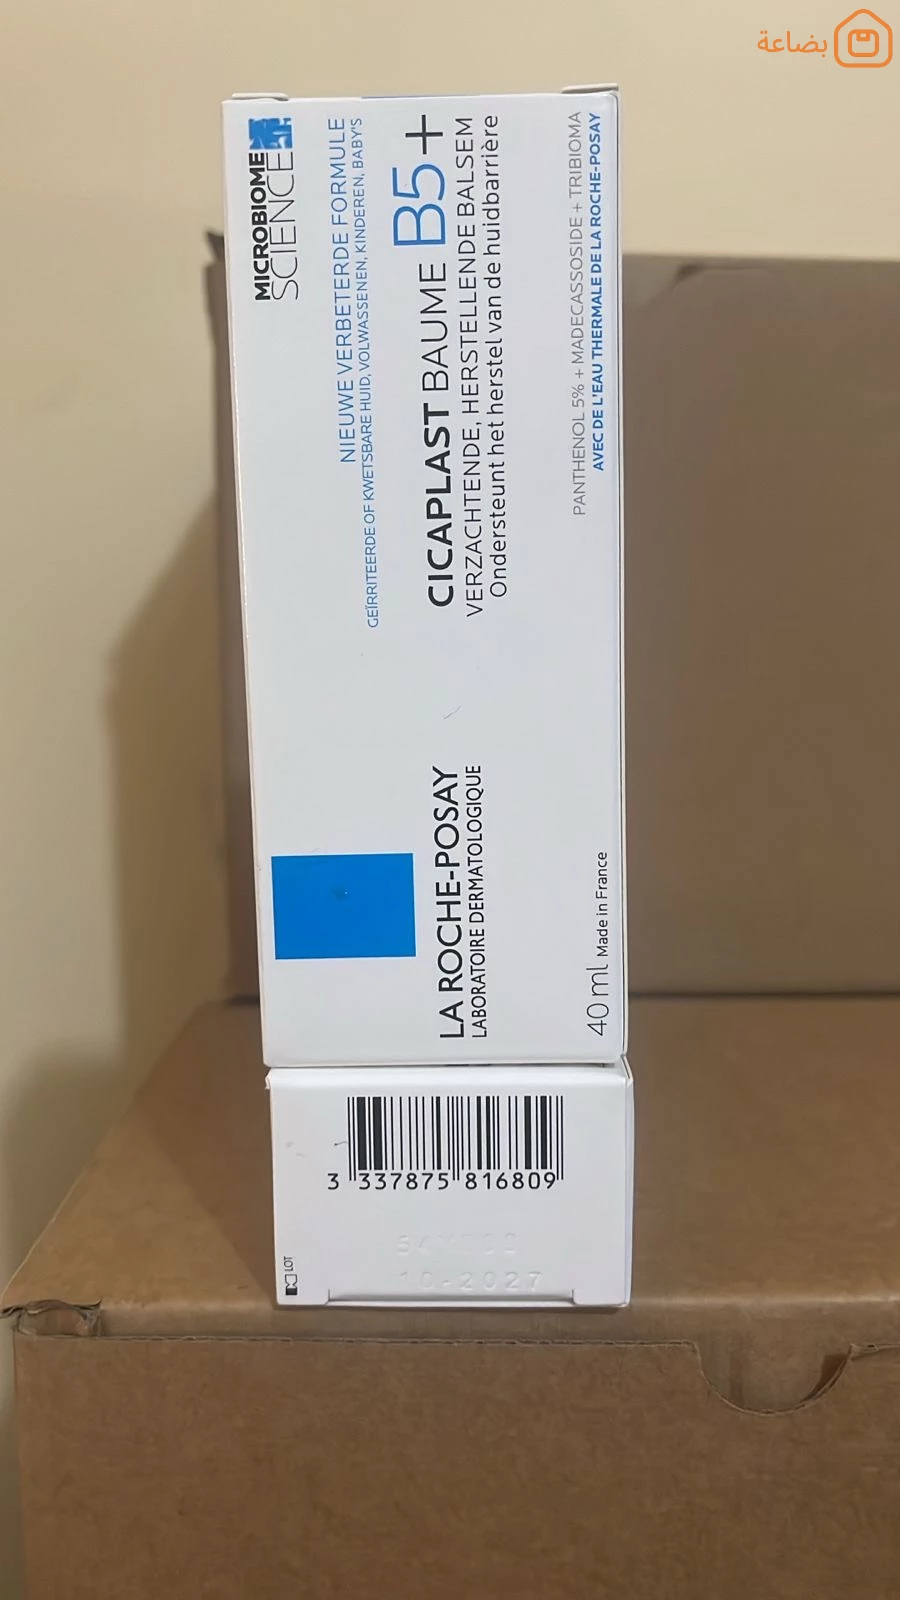 بضاعة
MICROBIOME
SCIENCE
NIEUWE VERBETERDE FORMULE
GEÏRRITEERDE OF KWETSBARE HUID, VOLWASSENEN, KINDEREN, BABY'S
CICAPLAST BAUME B5+
VERZACHTENDE, HERSTELLENDE BALSEM
Ondersteunt het herstel van de huidbarrière
PANTHENOL 5% + MADECASSOSIDE + TRIBIOMA
AVEC DE L'EAU THERMALE DE LA ROCHE-POSAY
LA ROCHE-POSAY
LABORATOIRE DERMATOLOGIQUE
40 ml Made in France
3 337875 816809
LOT
10-2027